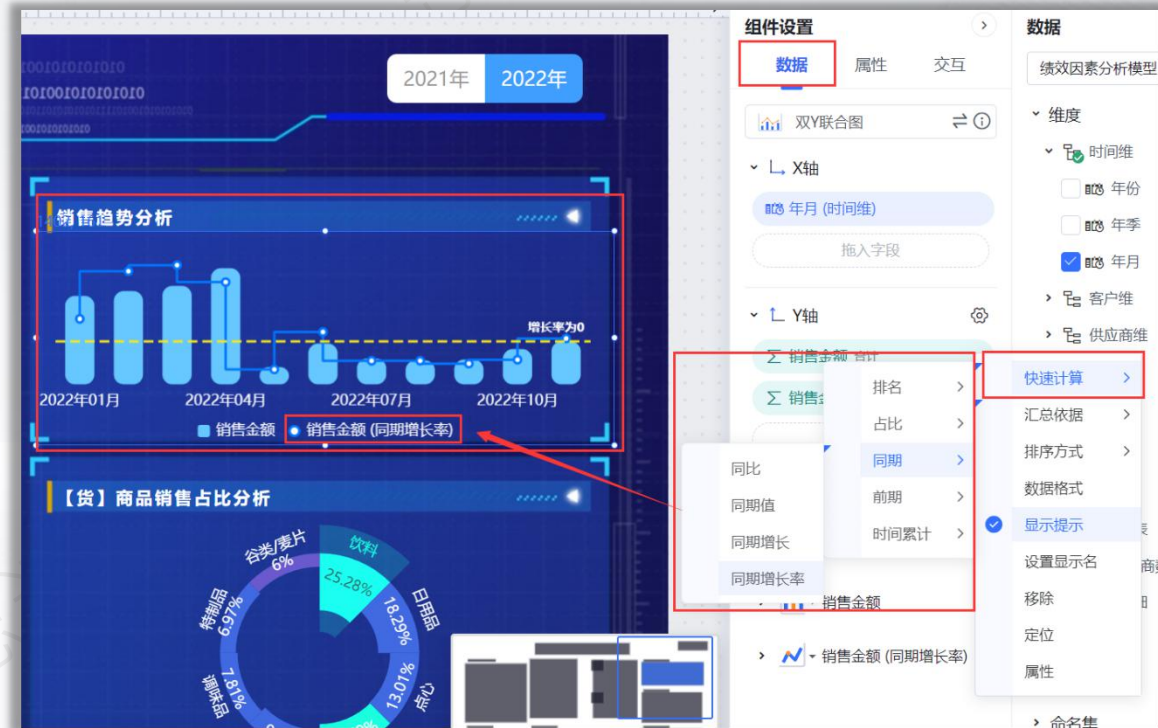 组件设置
数据
数据
属性
交互
绩效因素分析模型
2021年
2022年
双Y联合图
维度
时间维
X轴
年份
年月 (时间维)
年季
拖入字段
年月
销售趋势分析
客户维
Y轴
供应商维
增长率为0
销售金额 合计
快速计算
排名
汇总依据
占比
排序方式
同期
数据格式
前期
显示提示
时间累计
设置显示名
移除
定位
属性
同比
同期值
同期增长
同期增长率
2022年01月
2022年04月
2022年07月
2022年10月
销售金额
销售金额 (同期增长率)
【货】商品销售占比分析
谷类/麦片
6%
饮料
25.28%
日用品
18.29%
特制品
6.97%
点心
13.01%
调味品
7.81%
销售金额
销售金额 (同期增长率)
命名集